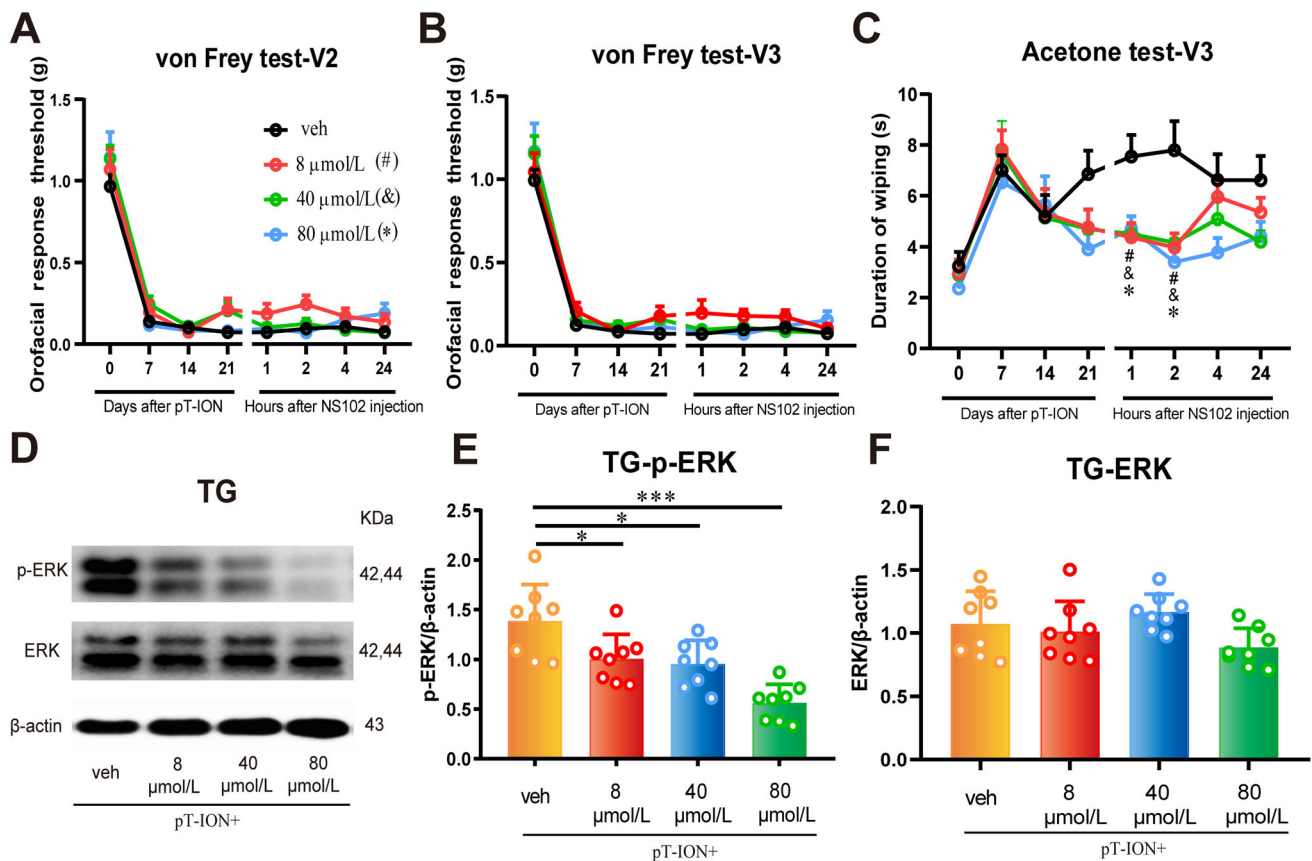 A
von Frey test-V2
Orofacial response threshold (g)
1.5
1.0
0.5
0.0
veh
8 μmol/L (#)
40 μmol/L(&)
80 μmol/L(*)
0 7 14 21 1 2 4 24
Days after pT-ION Hours after NS102 injection
B
von Frey test-V3
Orofacial response threshold (g)
1.5
1.0
0.5
0.0
0 7 14 21 1 2 4 24
Days after pT-ION Hours after NS102 injection
C
Acetone test-V3
Duration of wiping (s)
10
8
6
4
2
0
# #
& &
* *
0 7 14 21 1 2 4 24
Days after pT-ION Hours after NS102 injection
D
TG
KDa
p-ERK 42,44
ERK 42,44
β-actin 43
veh 8 μmol/L 40 μmol/L 80 μmol/L
pT-ION+
E
TG-p-ERK
p-ERK/β-actin
2.5
2.0
1.5
1.0
0.5
0.0
***
*
*
veh 8 μmol/L 40 μmol/L 80 μmol/L
pT-ION+
F
TG-ERK
ERK/β-actin
2.0
1.5
1.0
0.5
0.0
veh 8 μmol/L 40 μmol/L 80 μmol/L
pT-ION+